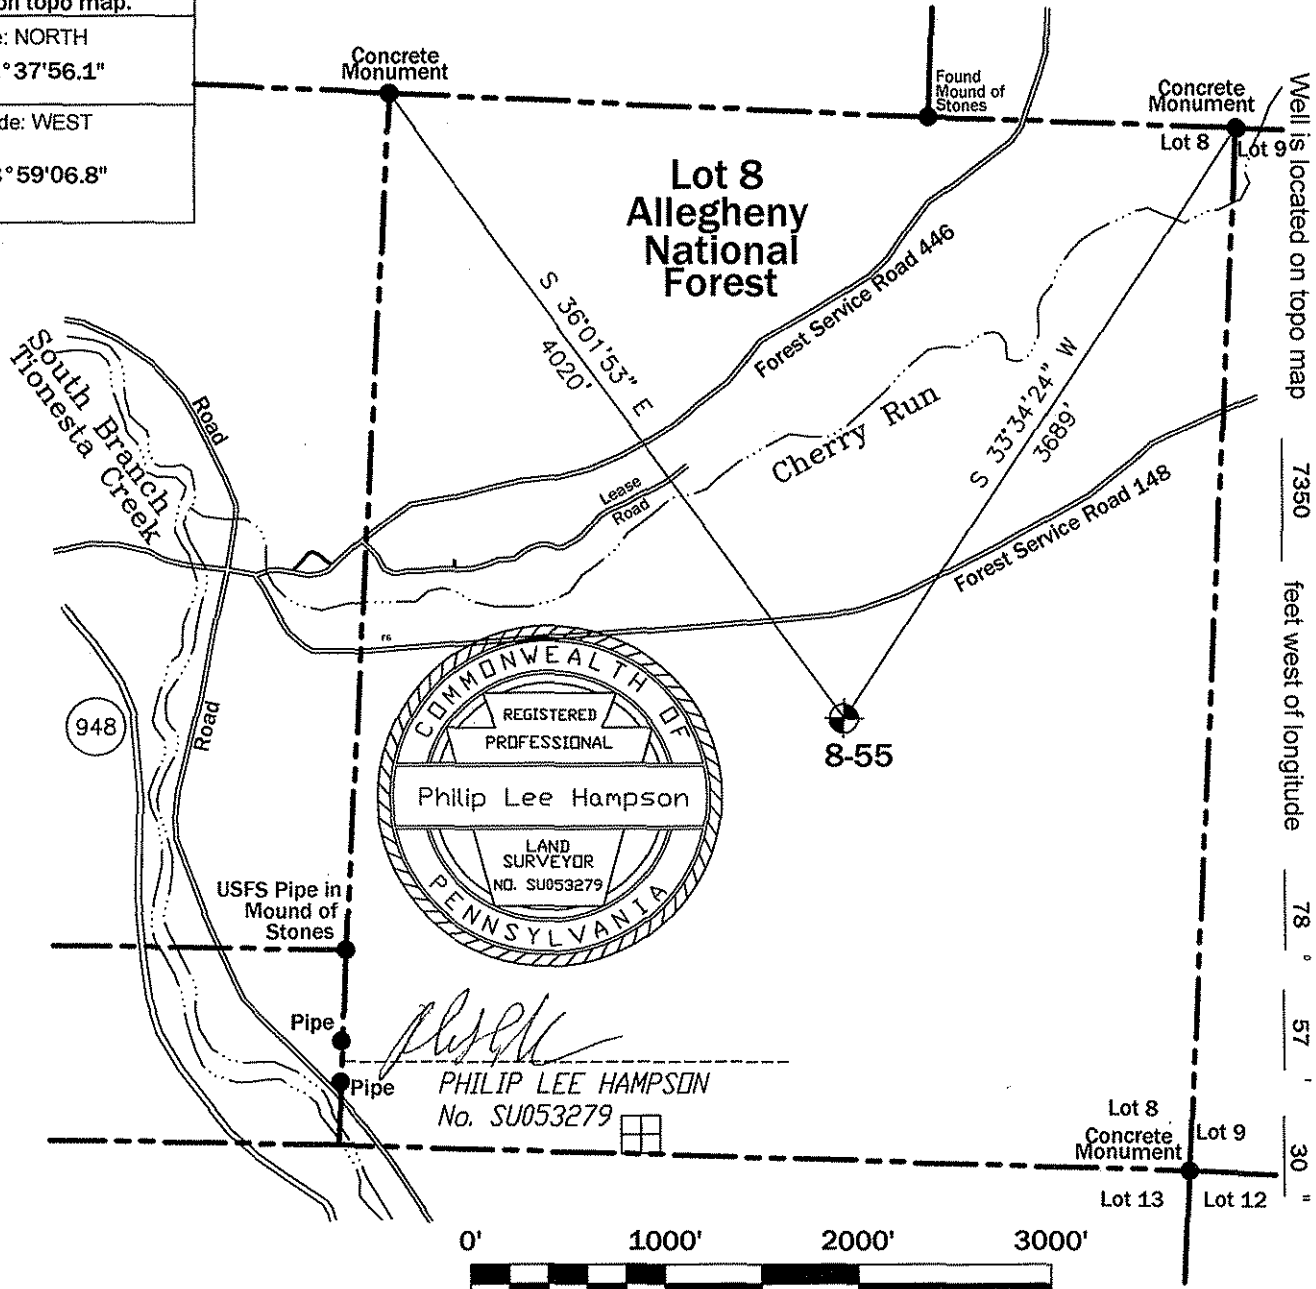 on topo map.
e: NORTH
°37'56.1"
de: WEST
°59'06.8"
Concrete
Monument
Found
Mound of
Stones
Concrete
Monument
Lot 8
Lot 9
Lot 8
Allegheny
National
Forest
Forest Service Road 446
S 36°01'53" E
4020'
S 33°34'24" W
3689'
South Branch
Tionesta Creek
Road
Lease
Road
Cherry Run
Forest Service Road 148
rs
948
Road
8-55
COMMONWEALTH OF
REGISTERED
PROFESSIONAL
Philip Lee Hampson
LAND
SURVEYOR
NO. SU053279
PENNSYLVANIA
USFS Pipe in
Mound of
Stones
Pipe
Pipe
PHILIP LEE HAMPSON
No. SU053279
Lot 8
Concrete
Monument
Lot 9
Lot 13
Lot 12
0' 1000' 2000' 3000'
Well is located on topo map 7350 feet west of longitude 78 ° 57 ' 30 "